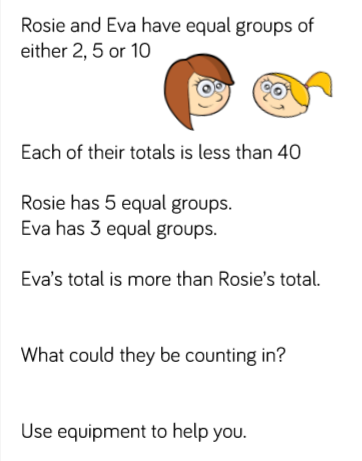 Rosie and Eva have equal groups of
either 2, 5 or 10
Each of their totals is less than 40
Rosie has 5 equal groups.
Eva has 3 equal groups.
Eva's total is more than Rosie's total.
What could they be counting in?
Use equipment to help you.